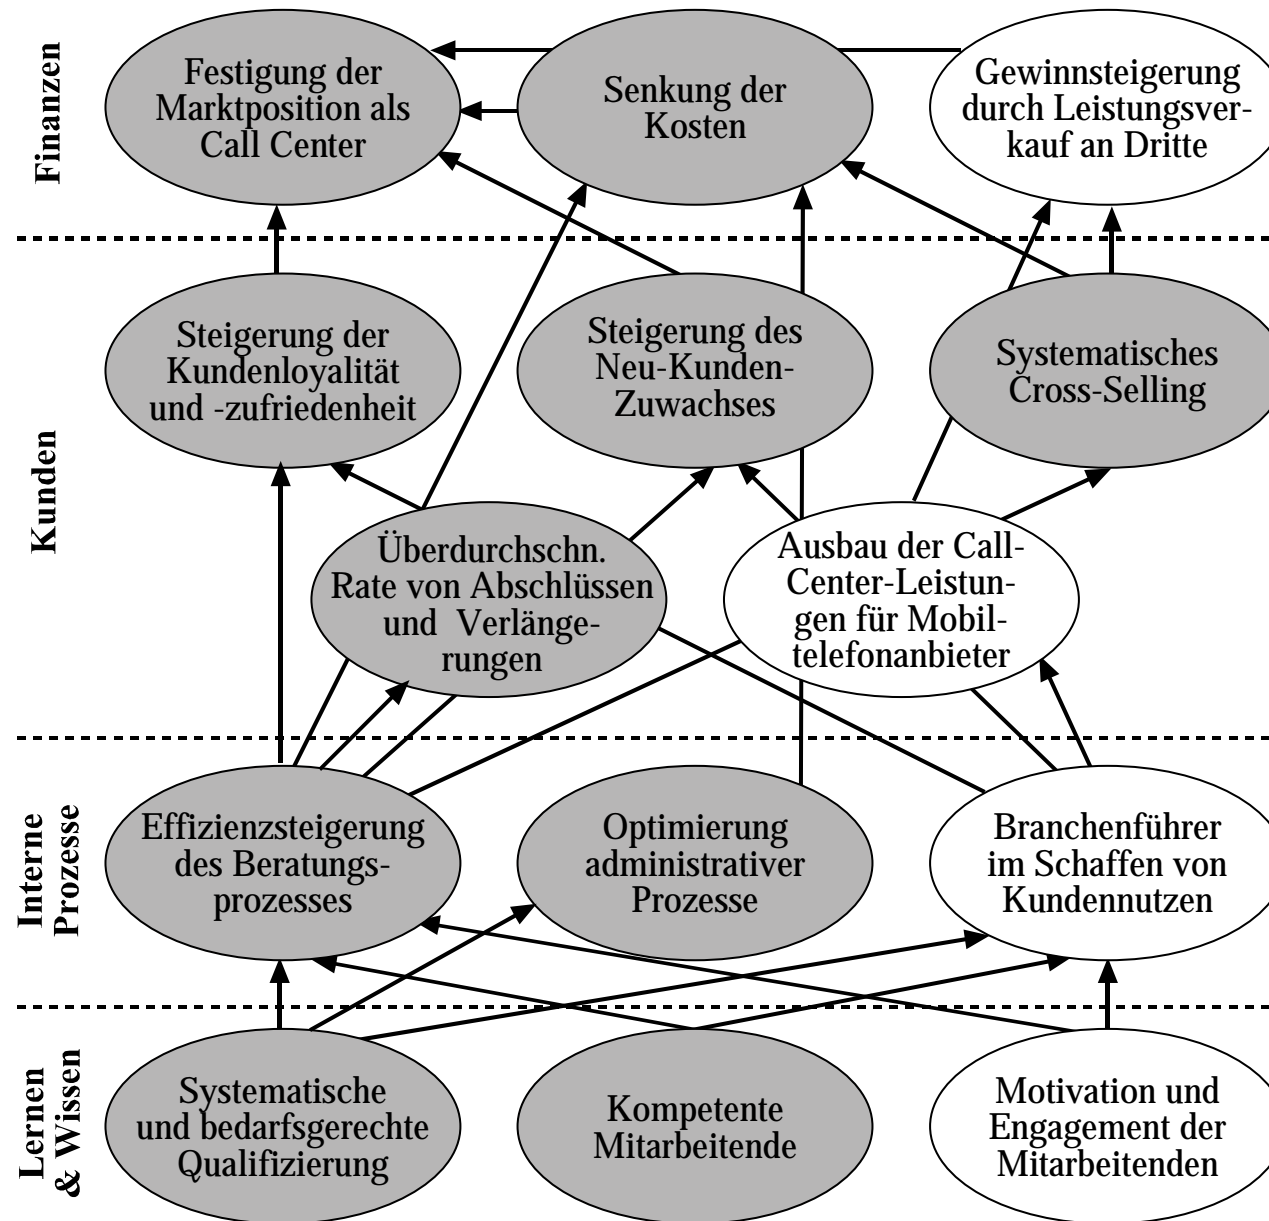 Finanzen
Festigung der
Marktposition als
Call Center
Senkung der
Kosten
Gewinnsteigerung
durch Leistungsver-
kauf an Dritte
Kunden
Steigerung der
Kundenloyalität
und -zufriedenheit
Steigerung des
Neu-Kunden-
Zuwachses
Systematisches
Cross-Selling
Überdurchschn.
Rate von Abschlüssen
und Verlänge-
rungen
Ausbau der Call-
Center-Leistun-
gen für Mobil-
telefonanbieter
Interne
Prozesse
Effizienzsteigerung
des Beratungs-
prozesses
Optimierung
administrativer
Prozesse
Branchenführer
im Schaffen von
Kundennutzen
Lernen
& Wissen
Systematische
und bedarfsgerechte
Qualifizierung
Kompetente
Mitarbeitende
Motivation und
Engagement der
Mitarbeitenden